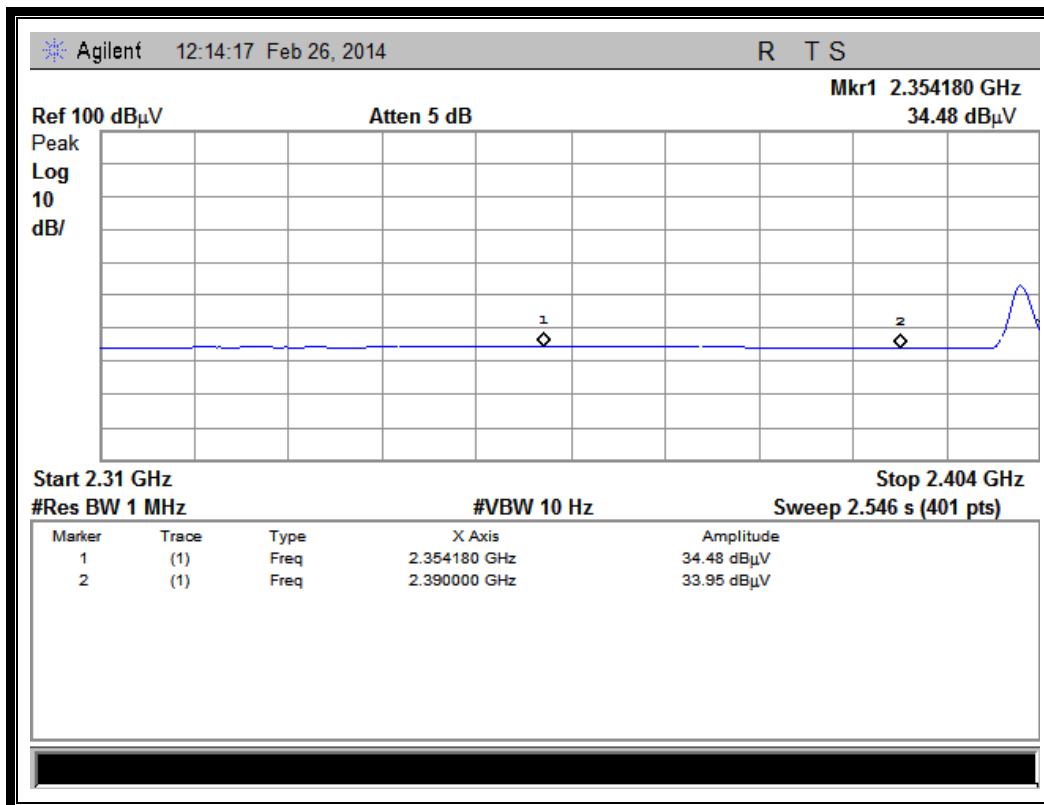 Agilent 12:14:17 Feb 26, 2014 R T S
Mkr1 2.354180 GHz
Ref 100 dBµV Atten 5 dB 34.48 dBµV
Peak
Log
10
dB/
1
2
Start 2.31 GHz Stop 2.404 GHz
#Res BW 1 MHz #VBW 10 Hz Sweep 2.546 s (401 pts)
Marker Trace Type X Axis Amplitude
1 (1) Freq 2.354180 GHz 34.48 dBµV
2 (1) Freq 2.390000 GHz 33.95 dBµV